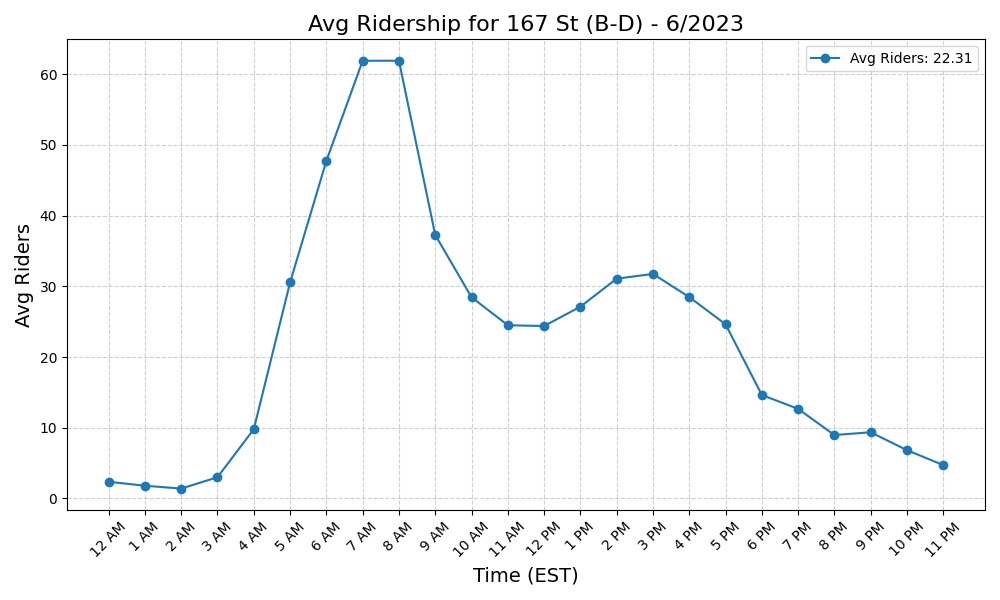 Avg Ridership for 167 St (B-D) - 6/2023
Avg Riders: 22.31
Avg Riders
60
50
40
30
20
10
0
12 AM
1 AM
2 AM
3 AM
4 AM
5 AM
6 AM
7 AM
8 AM
9 AM
10 AM
11 AM
12 PM
1 PM
2 PM
3 PM
4 PM
5 PM
6 PM
7 PM
8 PM
9 PM
10 PM
11 PM
Time (EST)